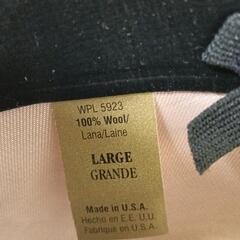 WPL 5923
100% Wool/
Lana/Laine
LARGE
GRANDE
Made in U.S.A.
Hecho en E.E. U.U.
Fabriqué en U.S.A.